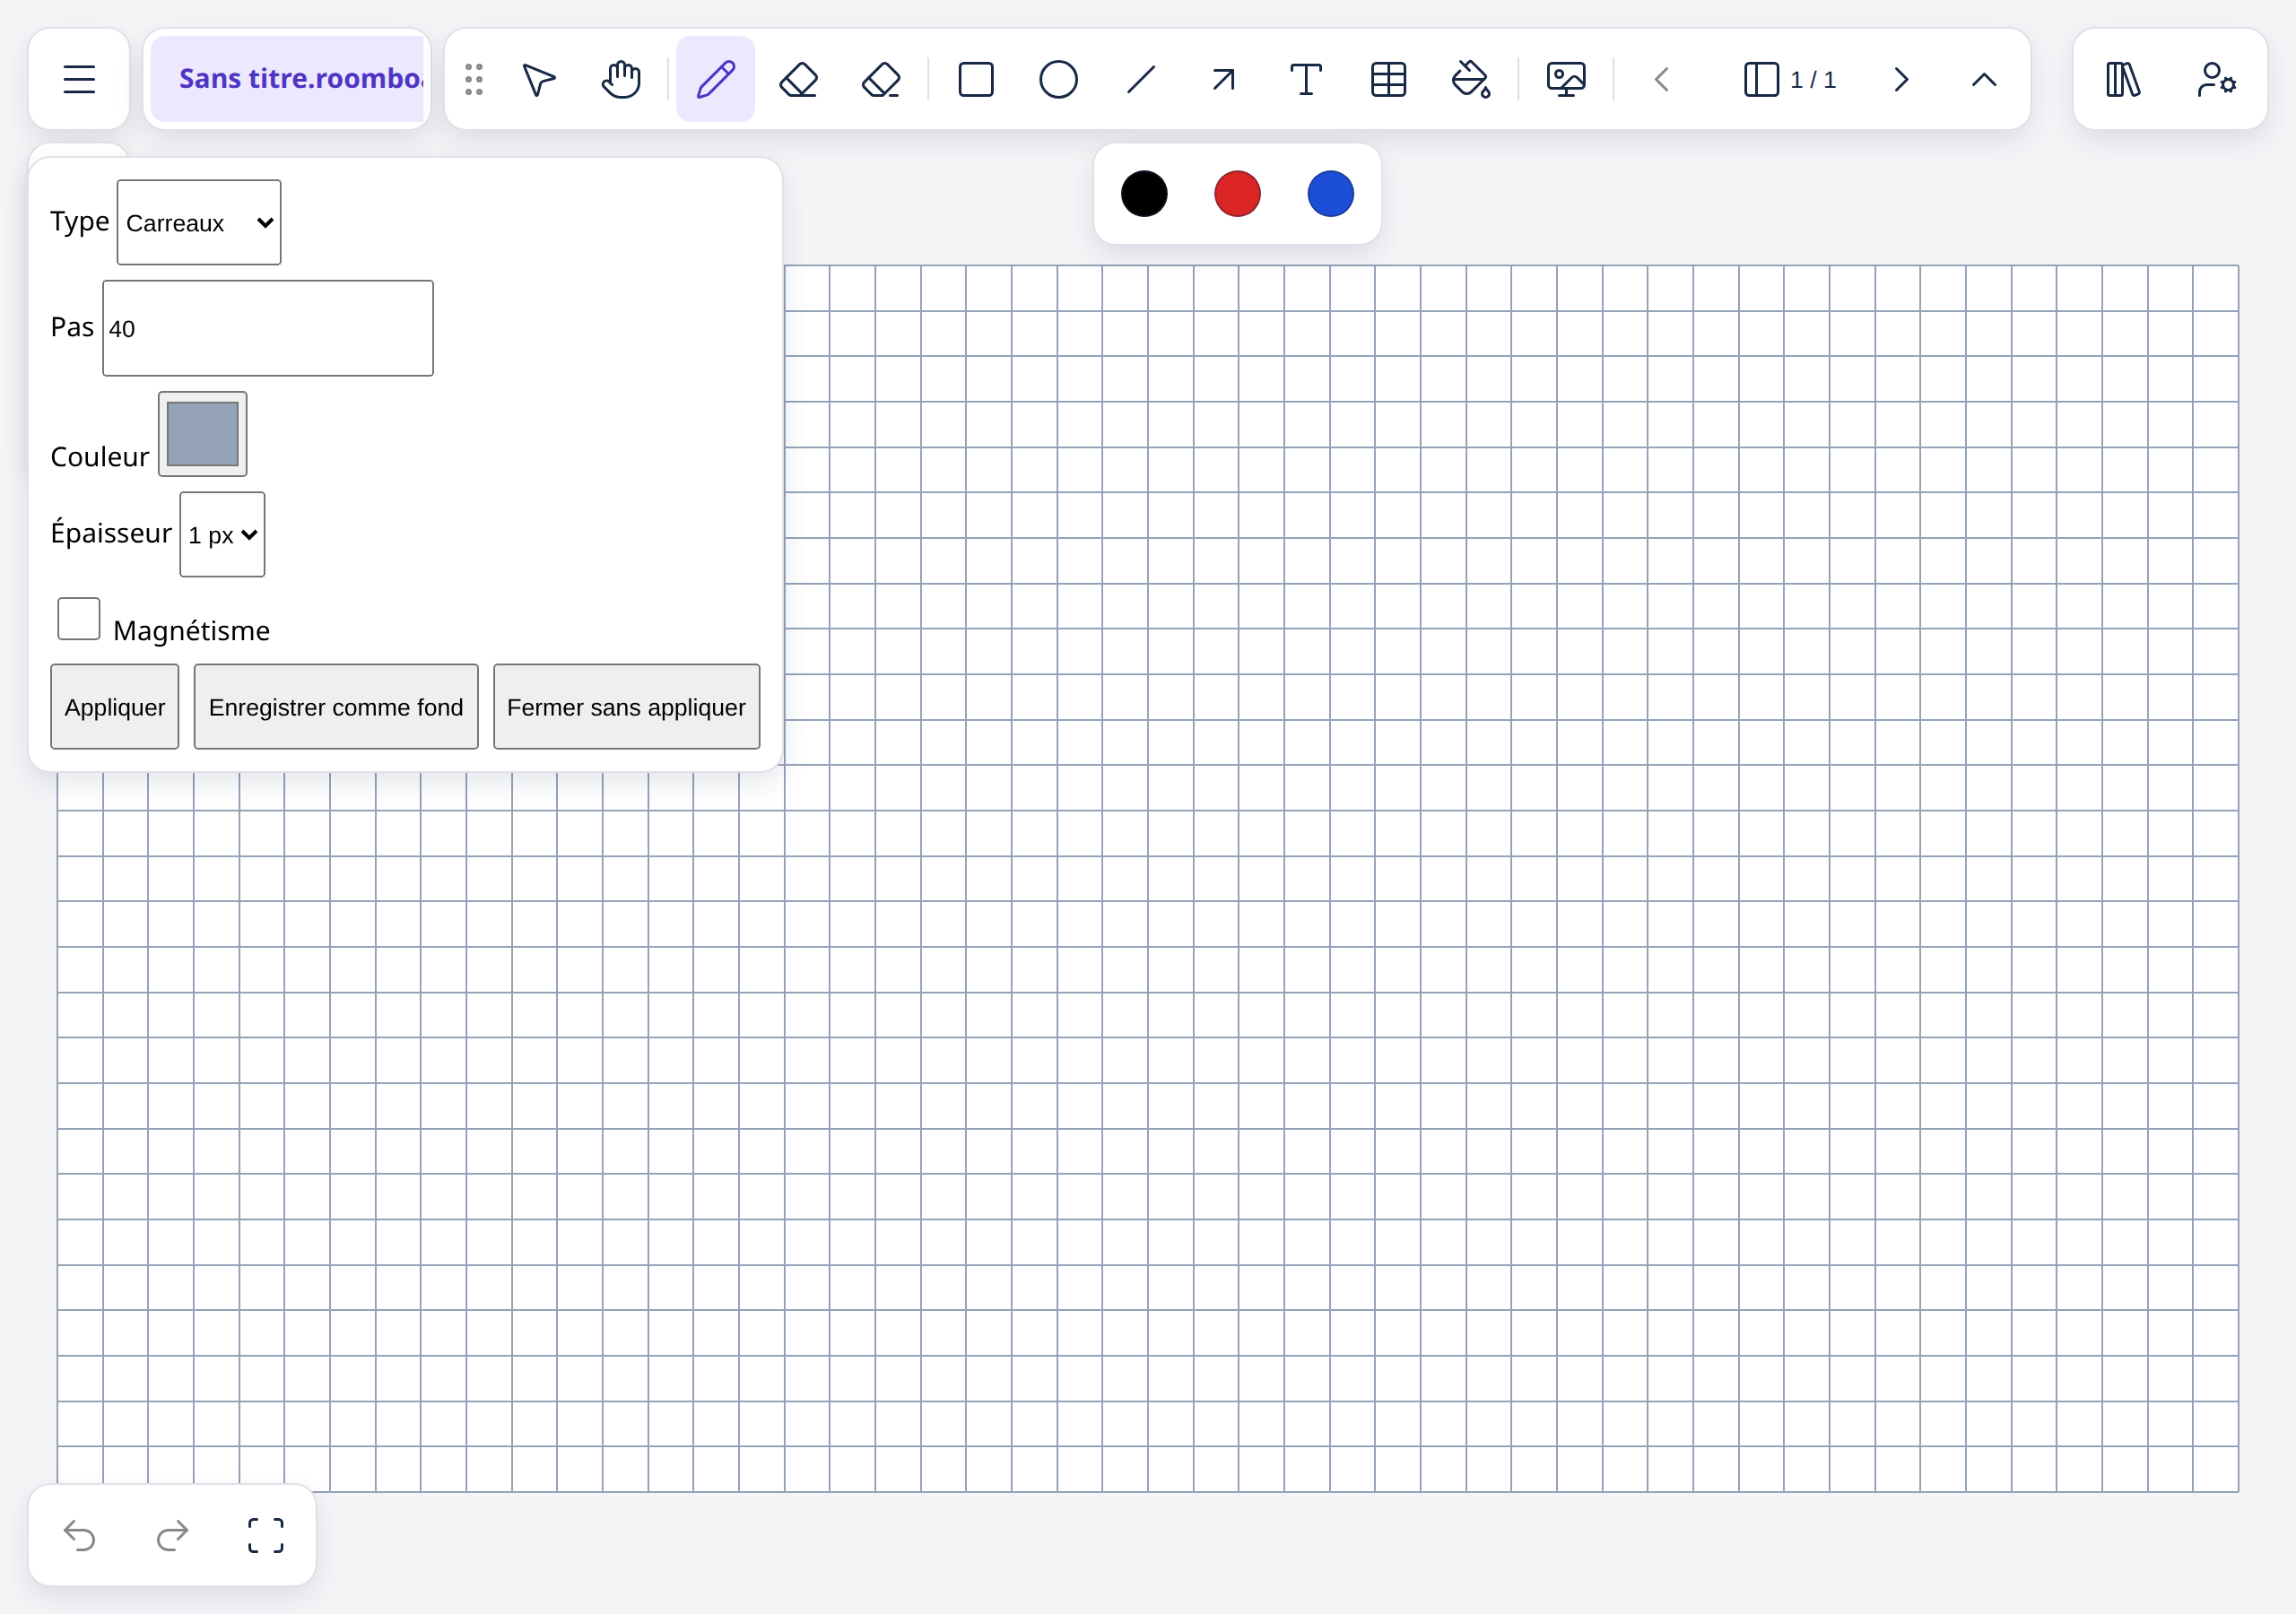 Sans titre.roombo
1 / 1
Type Carreaux
Pas 40
Couleur
Épaisseur 1 px
Magnétisme
Appliquer Enregistrer comme fond Fermer sans appliquer